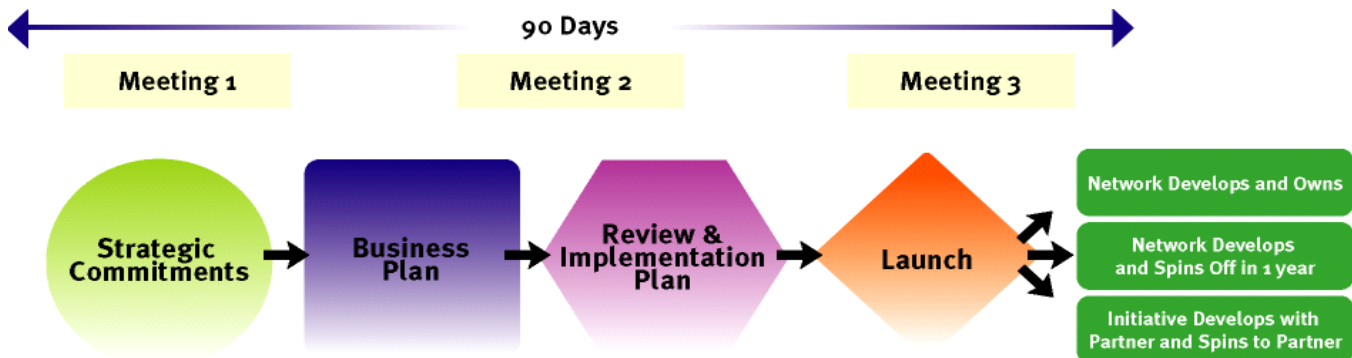 90 Days
Meeting 1
Meeting 2
Meeting 3
Strategic
Commitments
Business
Plan
Review &
Implementation
Plan
Launch
Network Develops and Owns
Network Develops
and Spins Off in 1 year
Initiative Develops with
Partner and Spins to Partner